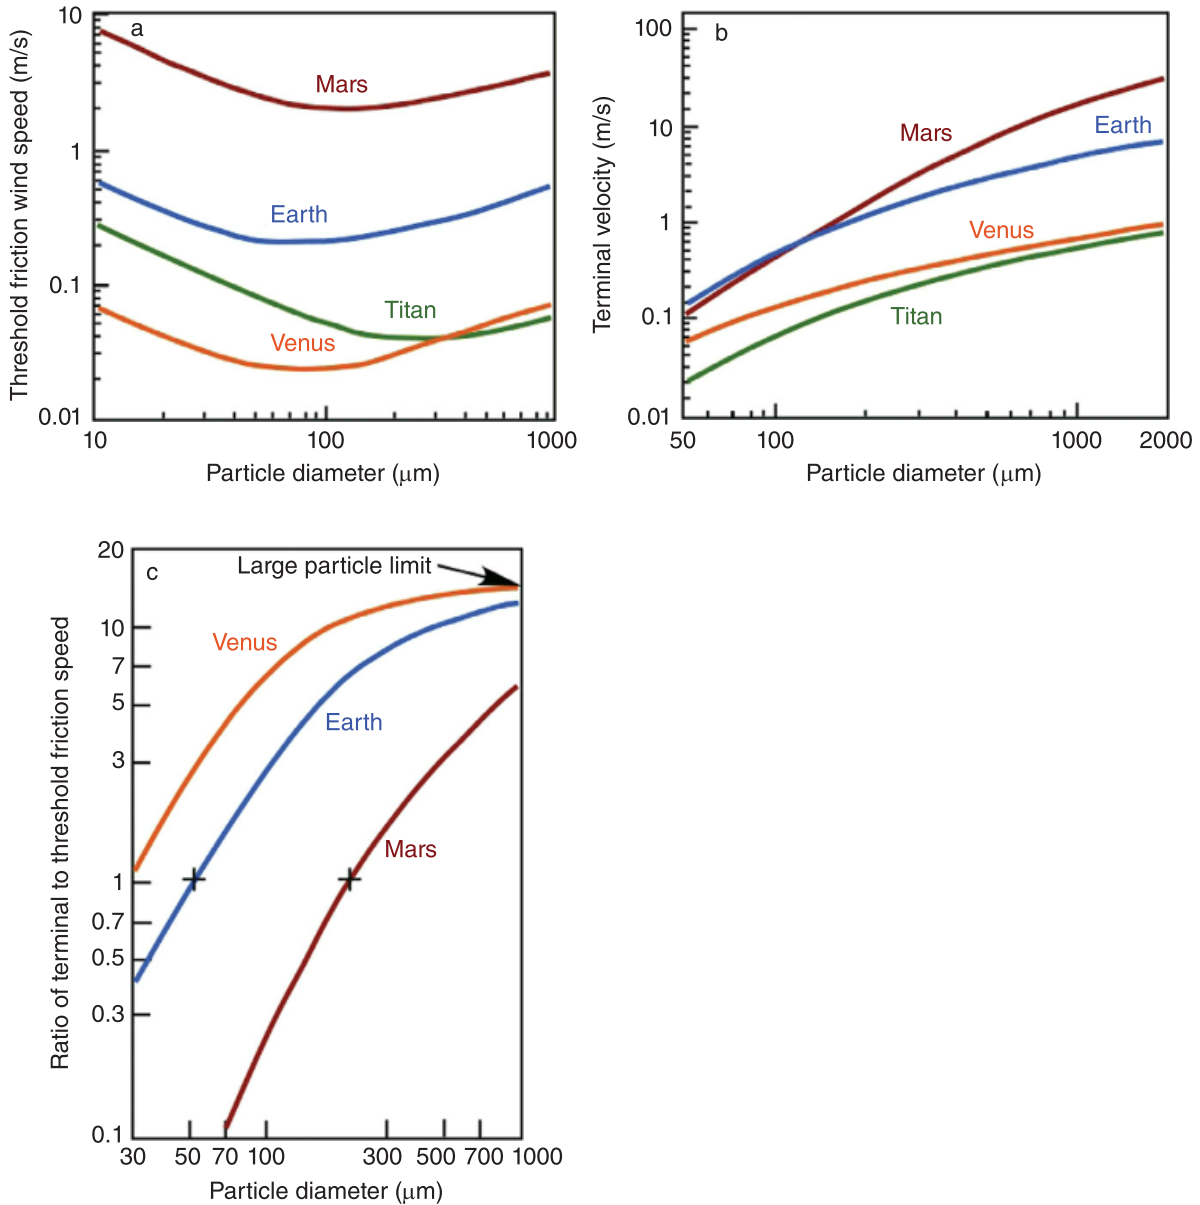 a
Threshold friction wind speed (m/s)
10
1
0.1
0.01
Mars
Earth
Titan
Venus
10 100 1000
Particle diameter (μm)
b
Terminal velocity (m/s)
100
10
1
0.1
0.01
Mars
Earth
Venus
Titan
50 100 1000 2000
Particle diameter (μm)
c
Ratio of terminal to threshold friction speed
20
10
7
5
3
1
0.7
0.5
0.3
0.1
Large particle limit
Venus
Earth
Mars
30 50 70 100 300 500 700 1000
Particle diameter (μm)